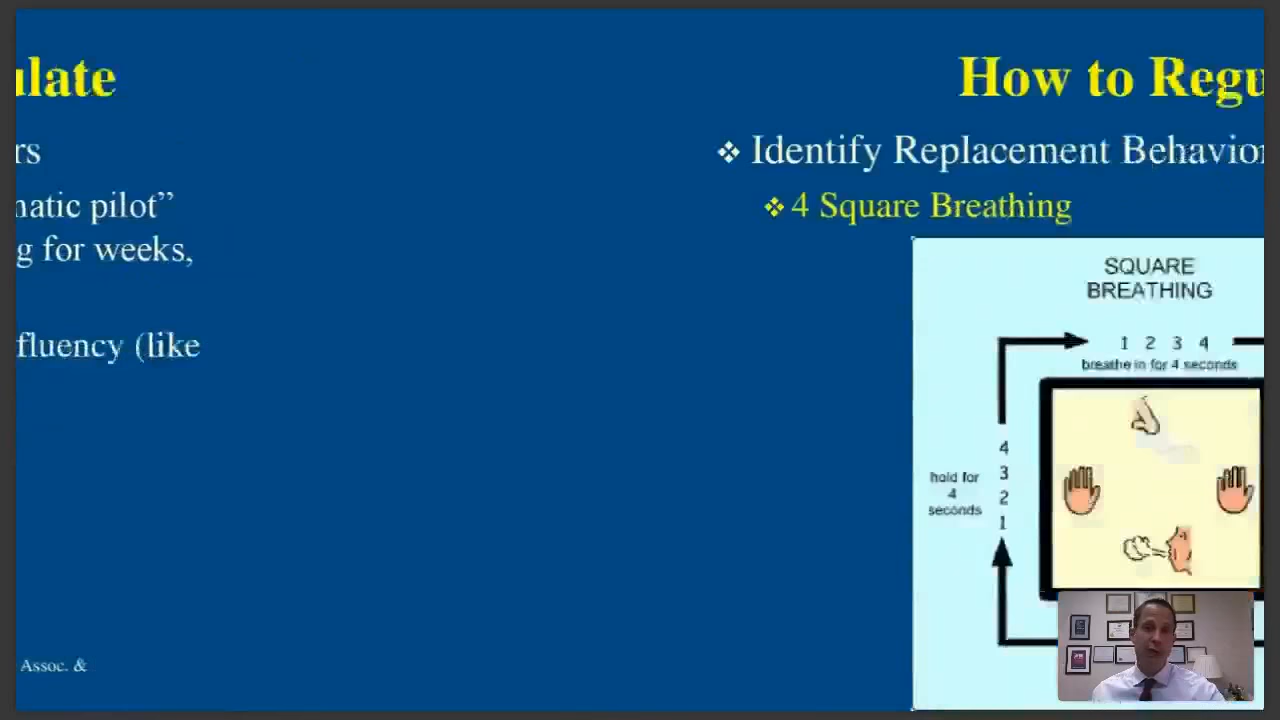 ulate
rs
natic pilot”
g for weeks,
fluency (like
Assoc. &
How to Regu
❖ Identify Replacement Behavior
❖ 4 Square Breathing
SQUARE
BREATHING
1 2 3 4
breathe in for 4 seconds
4
3
2
1
hold for
4
seconds